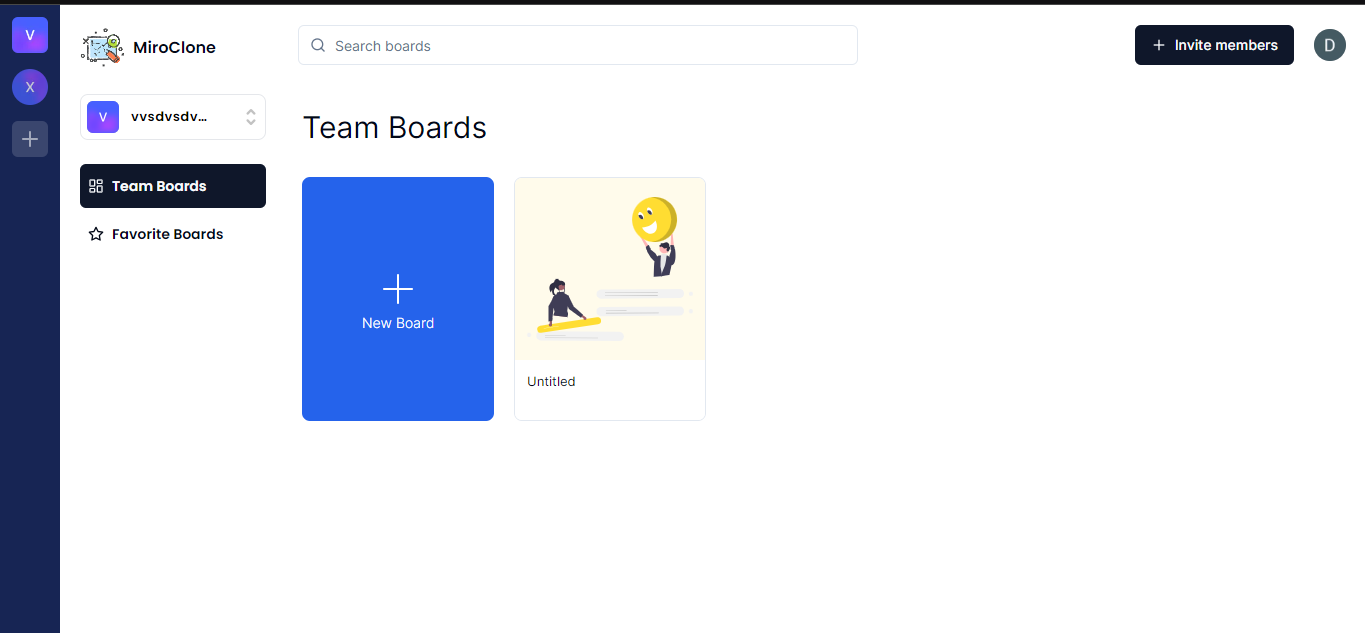 V
X
MiroClone
Search boards
Invite members
D
V
vvsdvsdv...
Team Boards
Favorite Boards
Team Boards
New Board
Untitled